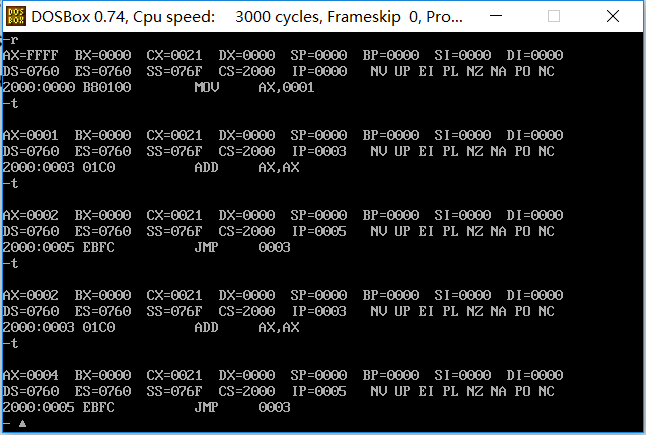 DOS
BOX
DOSBox 0.74, Cpu speed: 3000 cycles, Frameskip 0, Pro...
-r
AX=FFFF BX=0000 CX=0021 DX=0000 SP=0000 BP=0000 SI=0000 DI=0000
DS=0760 ES=0760 SS=076F CS=2000 IP=0000 NV UP EI PL NZ NA PO NC
2000:0000 B80100 MOV AX,0001
-t
AX=0001 BX=0000 CX=0021 DX=0000 SP=0000 BP=0000 SI=0000 DI=0000
DS=0760 ES=0760 SS=076F CS=2000 IP=0003 NV UP EI PL NZ NA PO NC
2000:0003 01C0 ADD AX,AX
-t
AX=0002 BX=0000 CX=0021 DX=0000 SP=0000 BP=0000 SI=0000 DI=0000
DS=0760 ES=0760 SS=076F CS=2000 IP=0005 NV UP EI PL NZ NA PO NC
2000:0005 EBFC JMP 0003
-t
AX=0002 BX=0000 CX=0021 DX=0000 SP=0000 BP=0000 SI=0000 DI=0000
DS=0760 ES=0760 SS=076F CS=2000 IP=0003 NV UP EI PL NZ NA PO NC
2000:0003 01C0 ADD AX,AX
-t
AX=0004 BX=0000 CX=0021 DX=0000 SP=0000 BP=0000 SI=0000 DI=0000
DS=0760 ES=0760 SS=076F CS=2000 IP=0005 NV UP EI PL NZ NA PO NC
2000:0005 EBFC JMP 0003
-